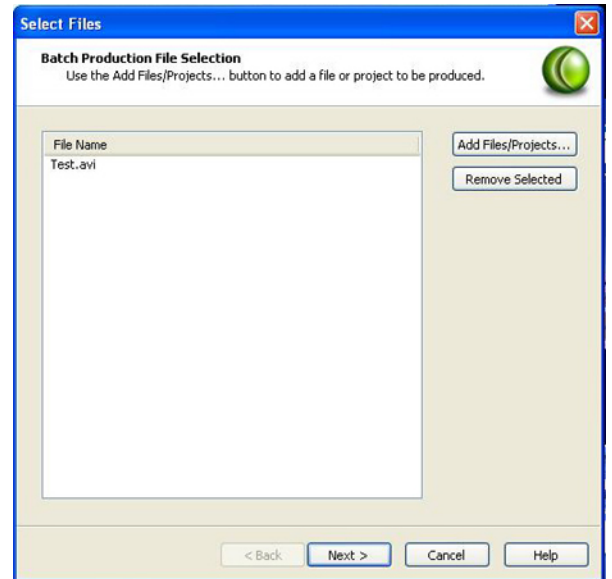 Select Files
Batch Production File Selection
Use the Add Files/Projects... button to add a file or project to be produced.
File Name
Test.avi
Add Files/Projects...
Remove Selected
< Back
Next >
Cancel
Help